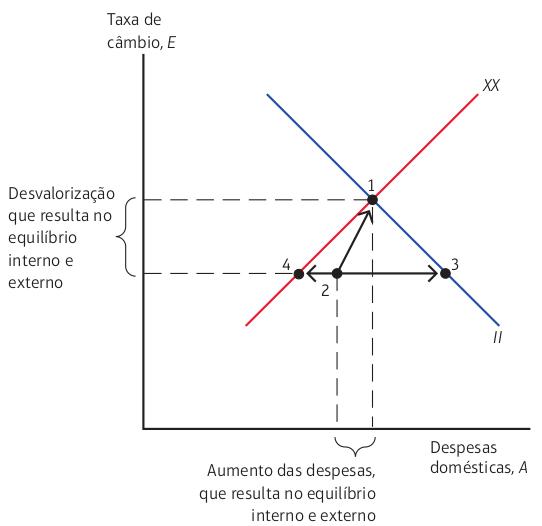 Taxa de
câmbio, E
XX
Desvalorização
que resulta no
equilíbrio
interno e
externo
1
4
2
3
II
Despesas
domésticas, A
Aumento das despesas,
que resulta no equilíbrio
interno e externo